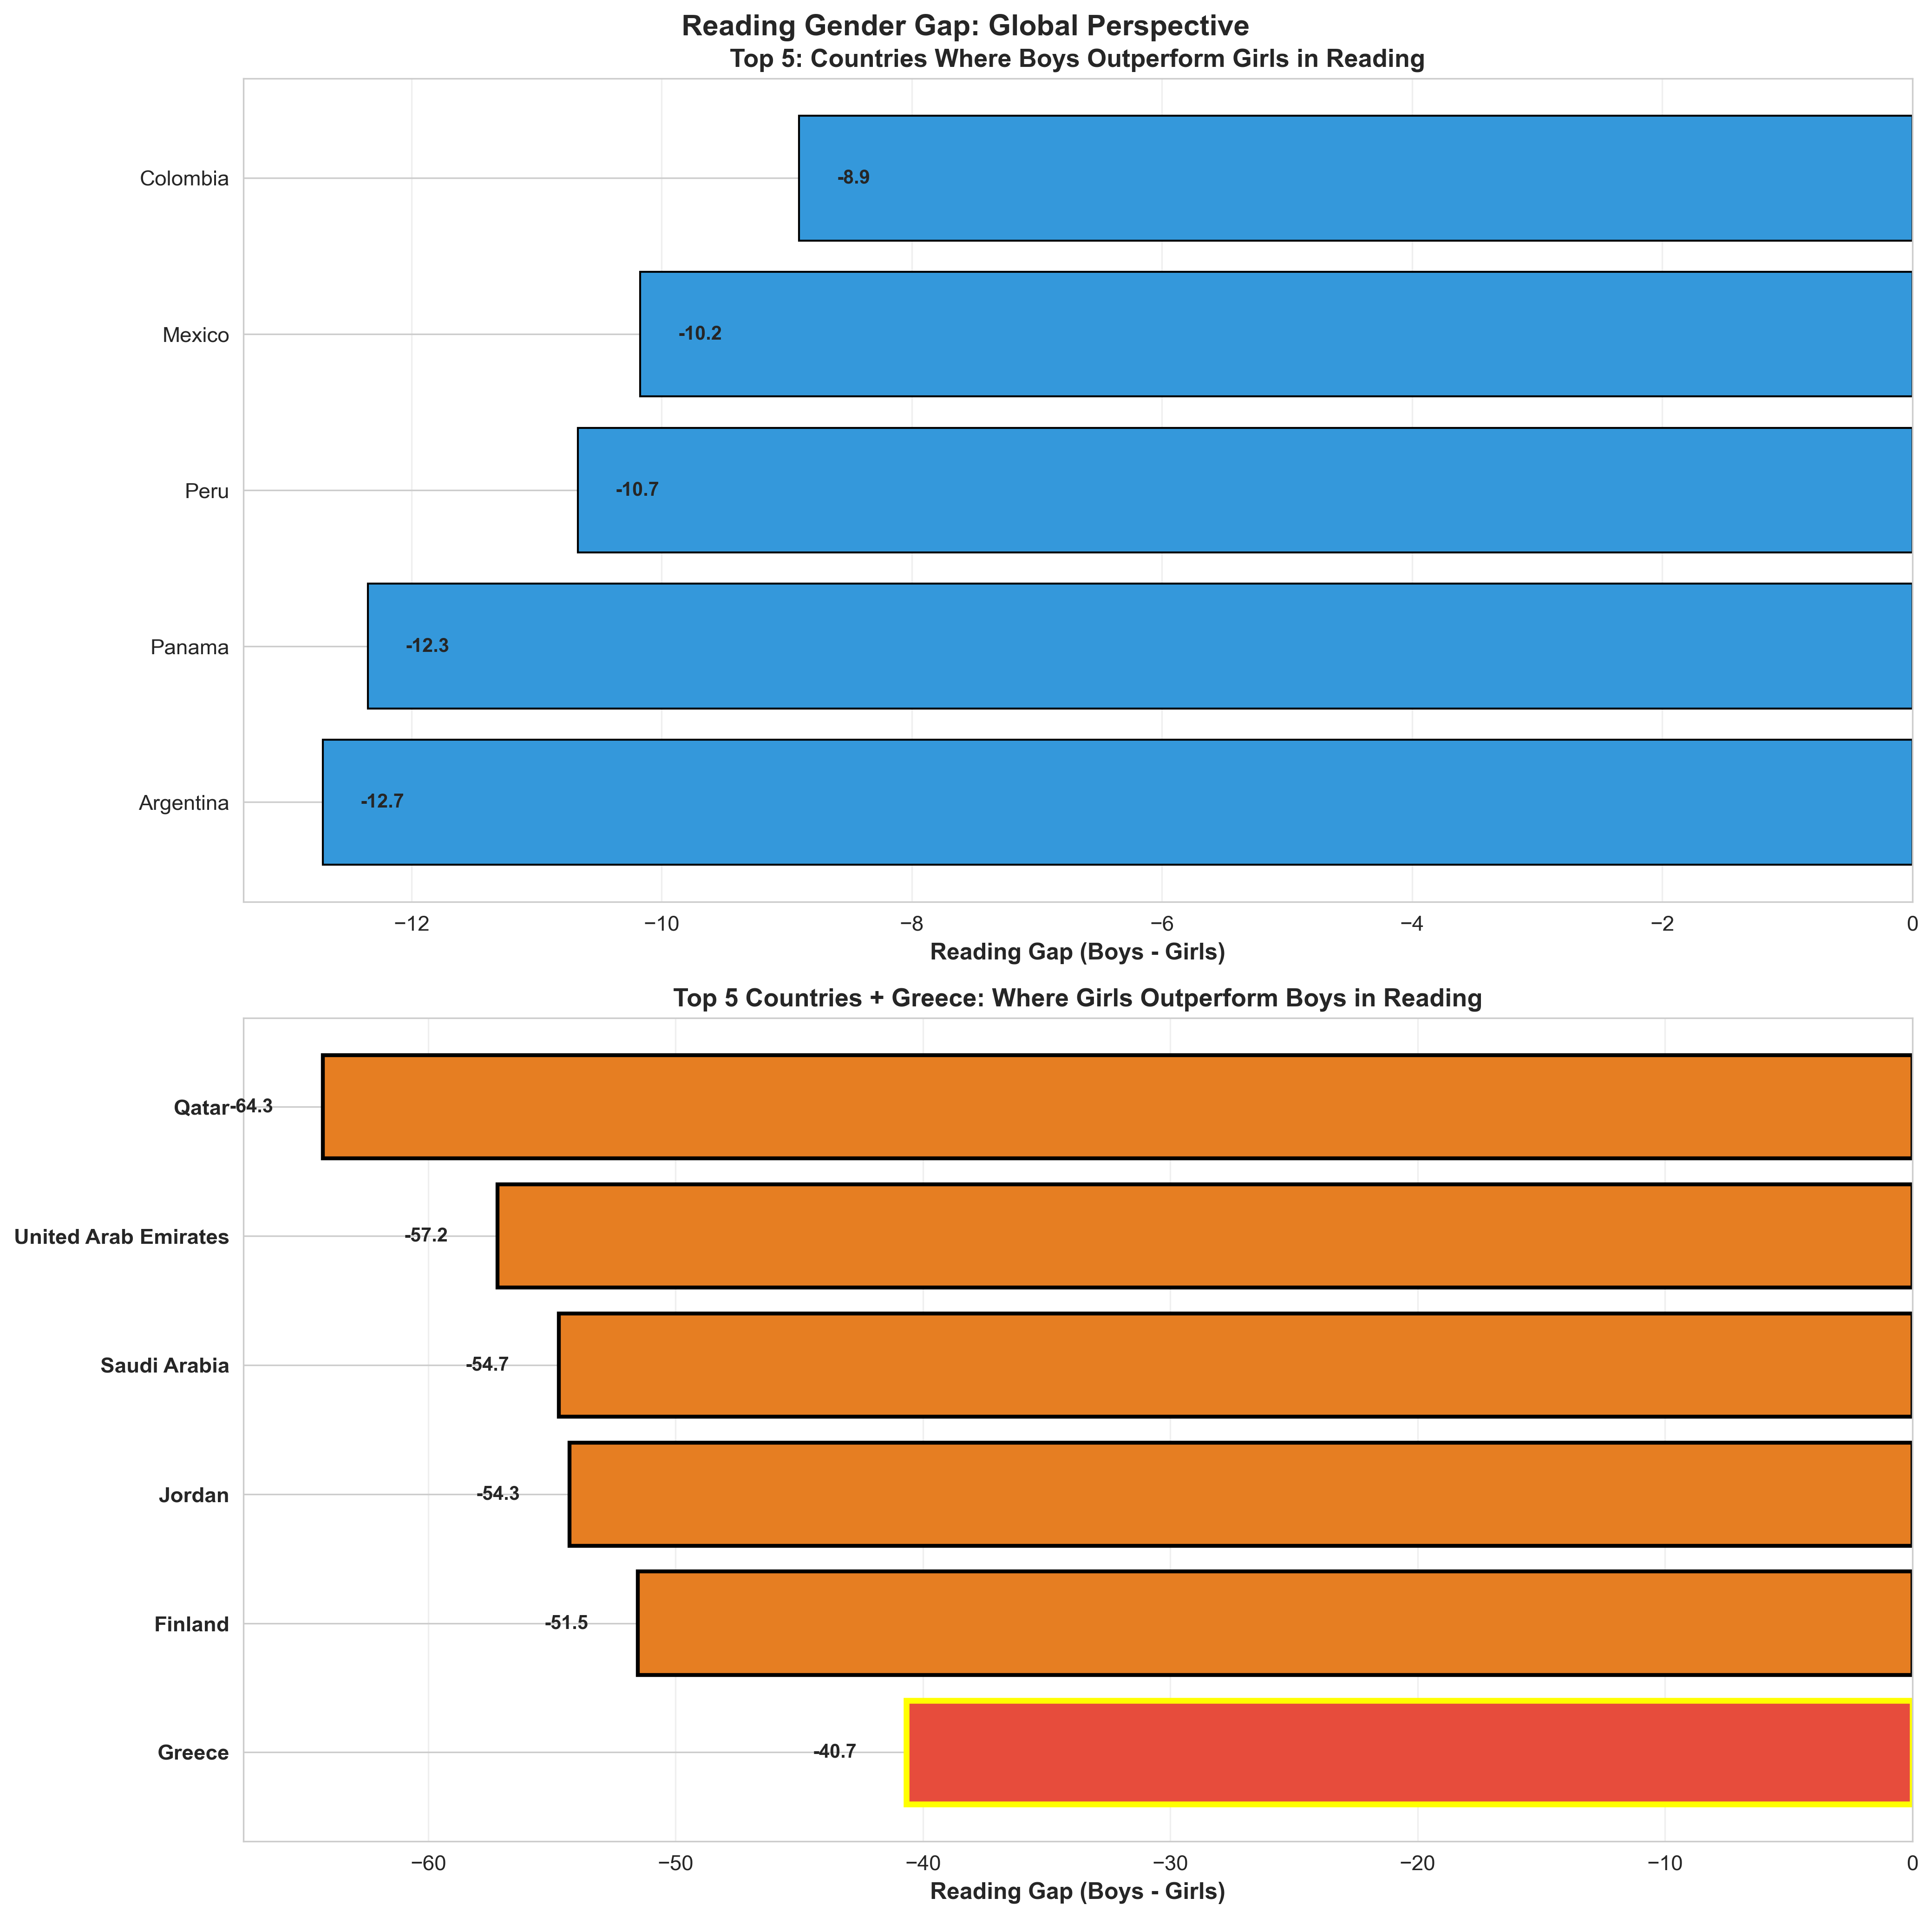 Reading Gender Gap: Global Perspective
Top 5: Countries Where Boys Outperform Girls in Reading
Colombia -8.9
Mexico -10.2
Peru -10.7
Panama -12.3
Argentina -12.7
−12 −10 −8 −6 −4 −2 0
Reading Gap (Boys - Girls)
Top 5 Countries + Greece: Where Girls Outperform Boys in Reading
Qatar -64.3
United Arab Emirates -57.2
Saudi Arabia -54.7
Jordan -54.3
Finland -51.5
Greece -40.7
−60 −50 −40 −30 −20 −10 0
Reading Gap (Boys - Girls)